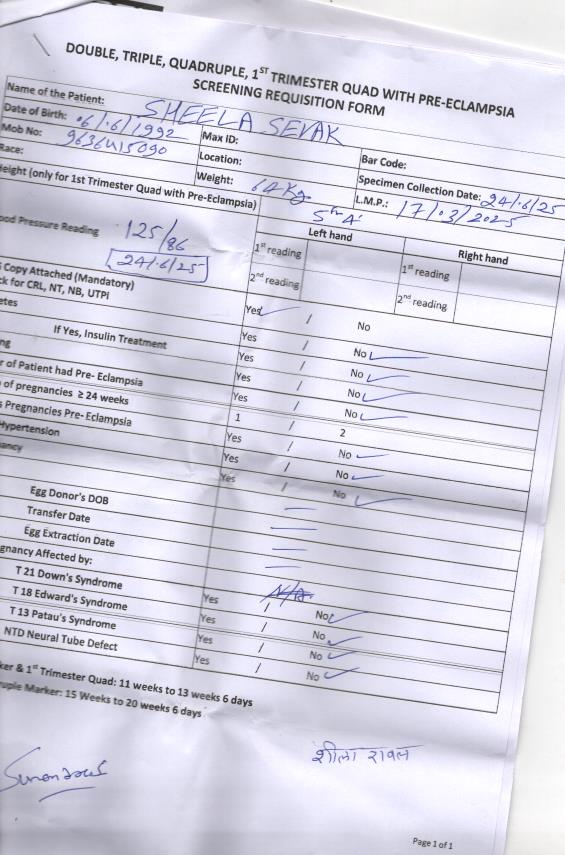 DOUBLE, TRIPLE, QUADRUPLE, 1ST TRIMESTER QUAD WITH PRE-ECLAMPSIA
SCREENING REQUISITION FORM
Name of the Patient: SHEELA SEVAK
Date of Birth: 06/.6/1992 Max ID:
Mob No: 9636415090 Location: Bar Code:
Race: Weight: 64 Kg Specimen Collection Date: 24/.6/25
Height (only for 1st Trimester Quad with Pre-Eclampsia) L.M.P.: 17/03/2025
Left hand Right hand
ood Pressure Reading 125/86 1st reading 1st reading
24/.6/25 2nd reading 2nd reading
Copy Attached (Mandatory)
ck for CRL, NT, NB, UTPI Yes / No
etes Yes / No
If Yes, Insulin Treatment Yes / No
ng Yes / No
r of Patient had Pre- Eclampsia Yes / No
of pregnancies ≥ 24 weeks 1 2
s Pregnancies Pre- Eclampsia Yes / No
Hypertension Yes / No
ancy Yes / No
Egg Donor's DOB
Transfer Date
Egg Extraction Date
gnancy Affected by: N/A
T 21 Down's Syndrome Yes / No
T 18 Edward's Syndrome Yes / No
T 13 Patau's Syndrome Yes / No
NTD Neural Tube Defect Yes / No
ker & 1st Trimester Quad: 11 weeks to 13 weeks 6 days
ruple Marker: 15 Weeks to 20 weeks 6 days
शीला रावल
Page 1 of 1